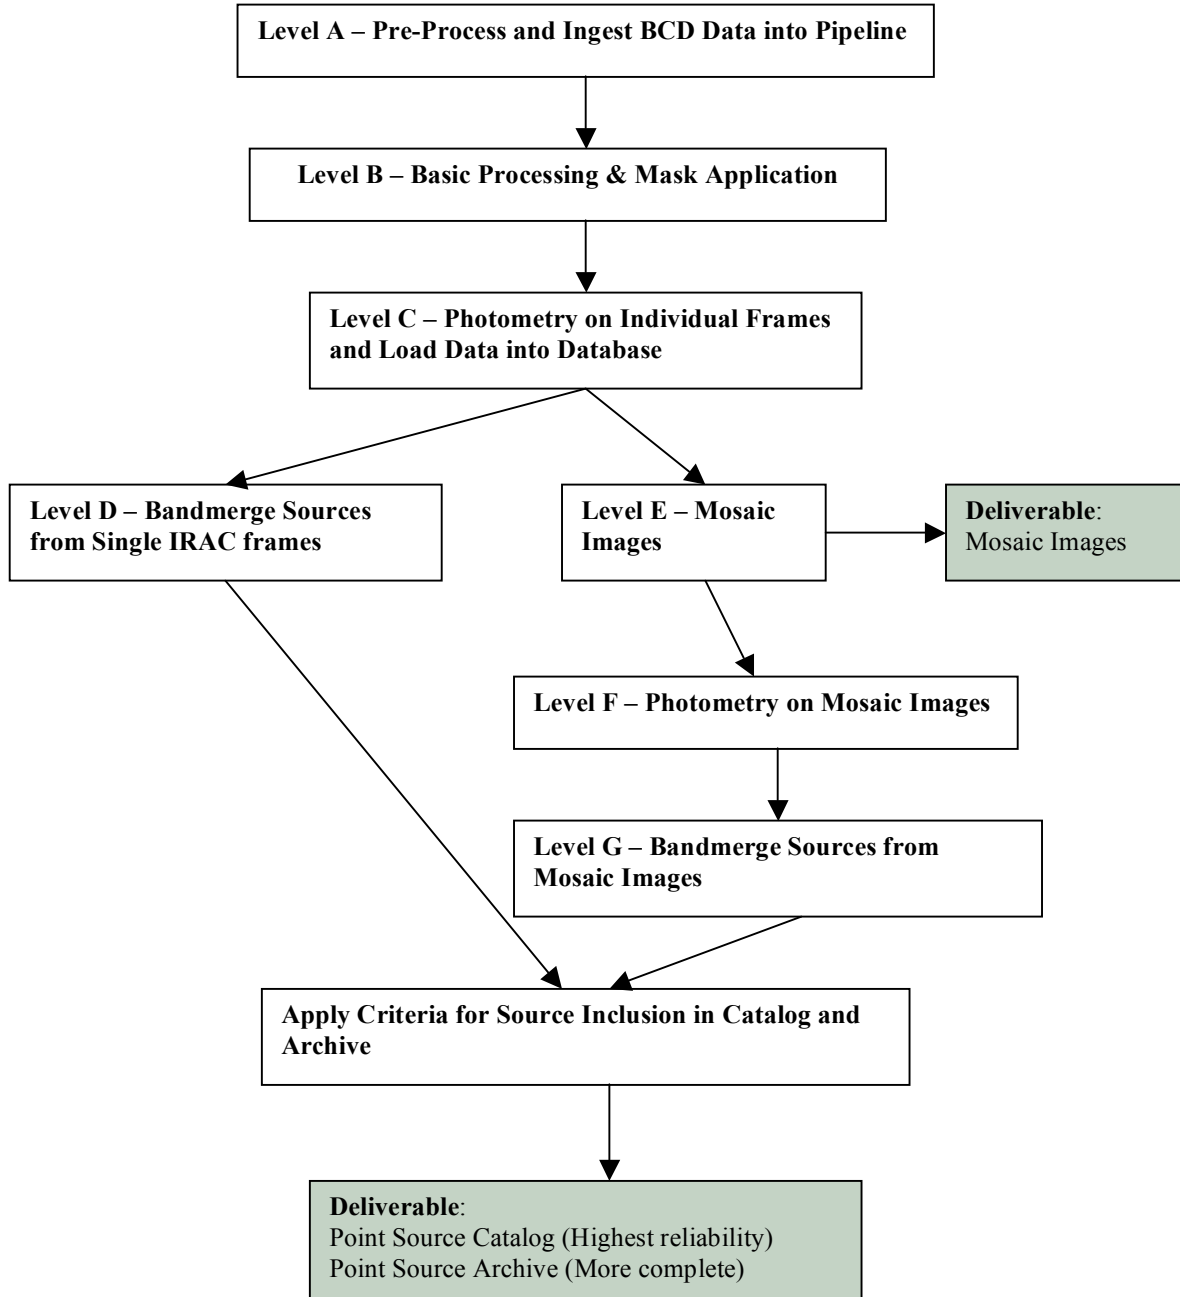 Level A – Pre-Process and Ingest BCD Data into Pipeline
Level B – Basic Processing & Mask Application
Level C – Photometry on Individual Frames
and Load Data into Database
Level D – Bandmerge Sources
from Single IRAC frames
Level E – Mosaic
Images
Deliverable:
Mosaic Images
Level F – Photometry on Mosaic Images
Level G – Bandmerge Sources from
Mosaic Images
Apply Criteria for Source Inclusion in Catalog and
Archive
Deliverable:
Point Source Catalog (Highest reliability)
Point Source Archive (More complete)